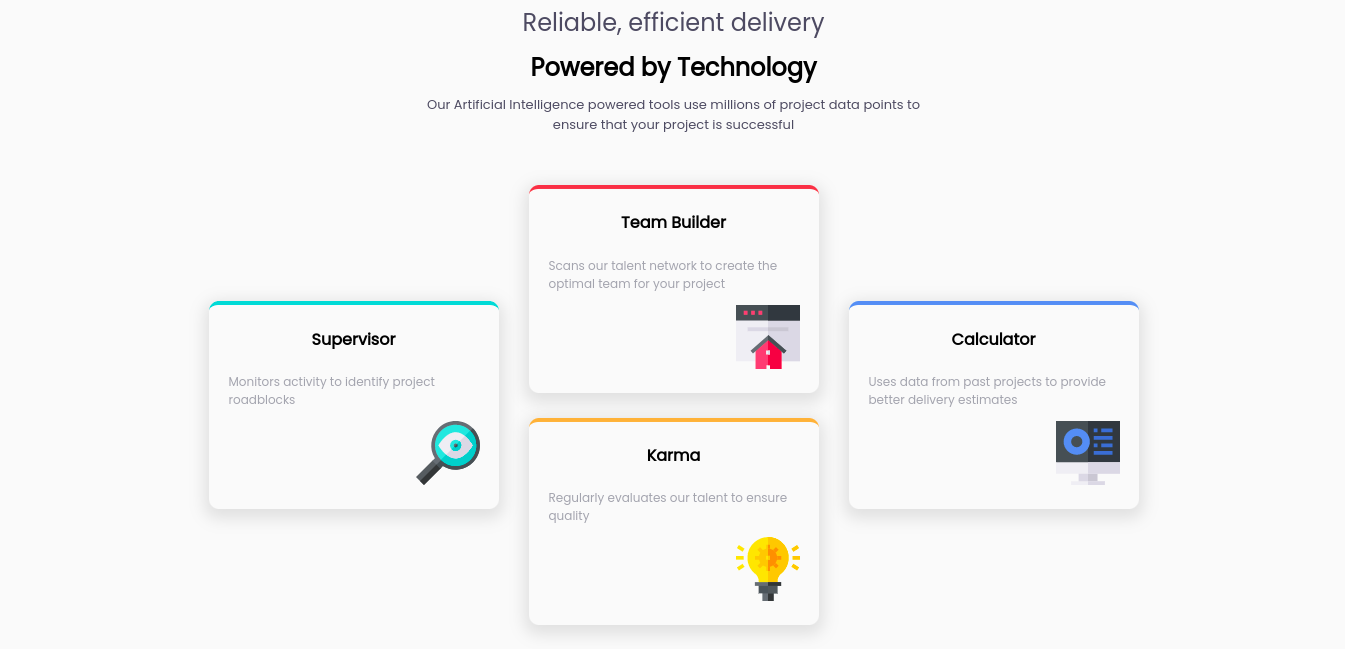 Reliable, efficient delivery
Powered by Technology
Our Artificial Intelligence powered tools use millions of project data points to
ensure that your project is successful
Supervisor
Monitors activity to identify project
roadblocks
Team Builder
Scans our talent network to create the
optimal team for your project
Karma
Regularly evaluates our talent to ensure
quality
Calculator
Uses data from past projects to provide
better delivery estimates